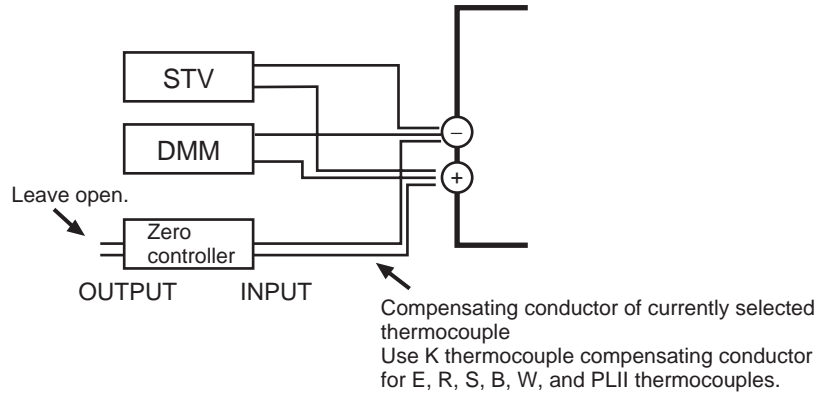 STV
DMM
−
+
Leave open.
Zero
controller
OUTPUT
INPUT
Compensating conductor of currently selected
thermocouple
Use K thermocouple compensating conductor
for E, R, S, B, W, and PLII thermocouples.